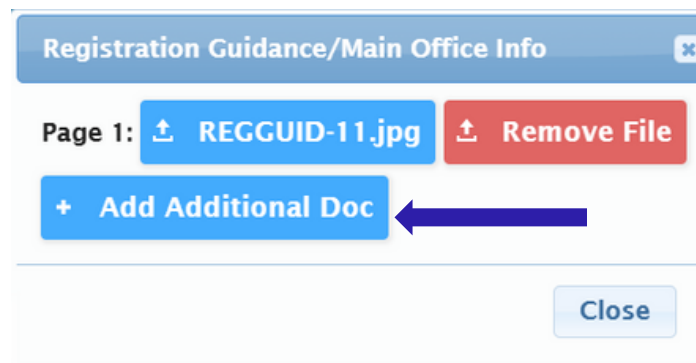 Registration Guidance/Main Office Info
Page 1: REGGUID-11.jpg Remove File
+ Add Additional Doc
Close